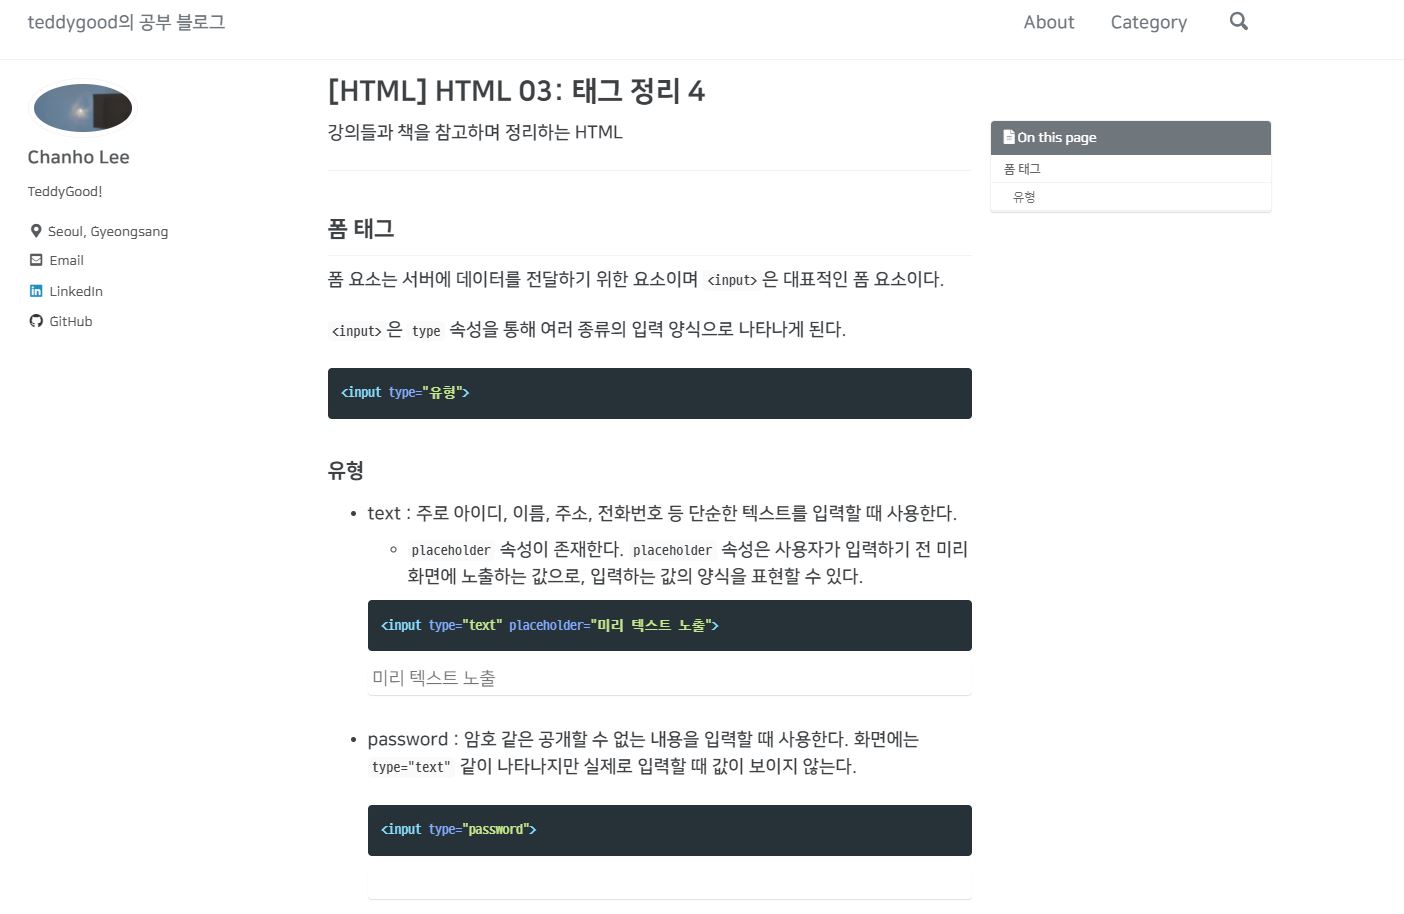 teddygood의 공부 블로그
About
Category
Chanho Lee
TeddyGood!
Seoul, Gyeongsang
Email
LinkedIn
GitHub
[HTML] HTML 03: 태그 정리 4
강의들과 책을 참고하며 정리하는 HTML
폼 태그
폼 요소는 서버에 데이터를 전달하기 위한 요소이며 <input> 은 대표적인 폼 요소이다.
<input> 은 type 속성을 통해 여러 종류의 입력 양식으로 나타나게 된다.
<input type="유형">
유형
• text : 주로 아이디, 이름, 주소, 전화번호 등 단순한 텍스트를 입력할 때 사용한다.
◦ placeholder 속성이 존재한다. placeholder 속성은 사용자가 입력하기 전 미리
화면에 노출하는 값으로, 입력하는 값의 양식을 표현할 수 있다.
<input type="text" placeholder="미리 텍스트 노출">
미리 텍스트 노출
• password : 암호 같은 공개할 수 없는 내용을 입력할 때 사용한다. 화면에는
type="text" 같이 나타나지만 실제로 입력할 때 값이 보이지 않는다.
<input type="password">
On this page
폼 태그
유형